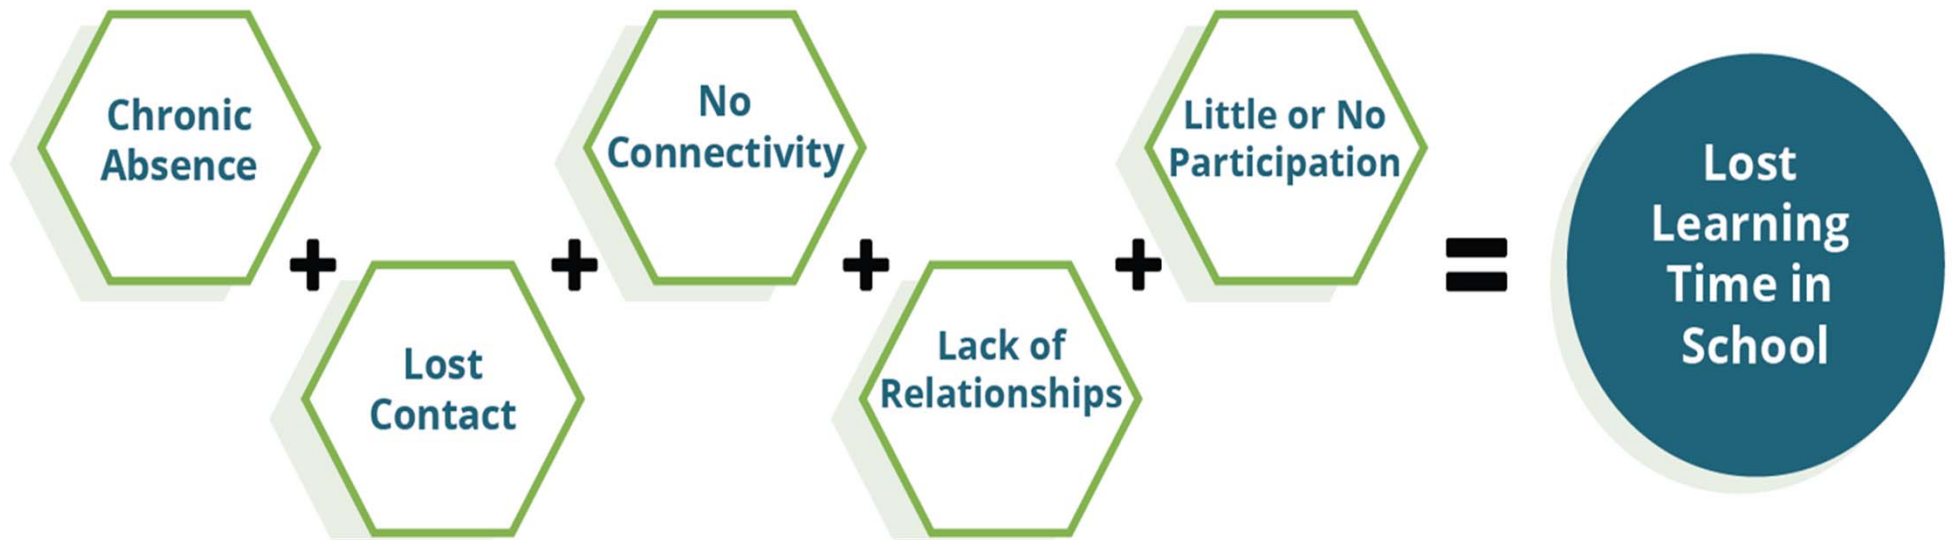 Chronic
Absence
+
Lost
Contact
+
No
Connectivity
+
Lack of
Relationships
+
Little or No
Participation
=
Lost
Learning
Time in
School